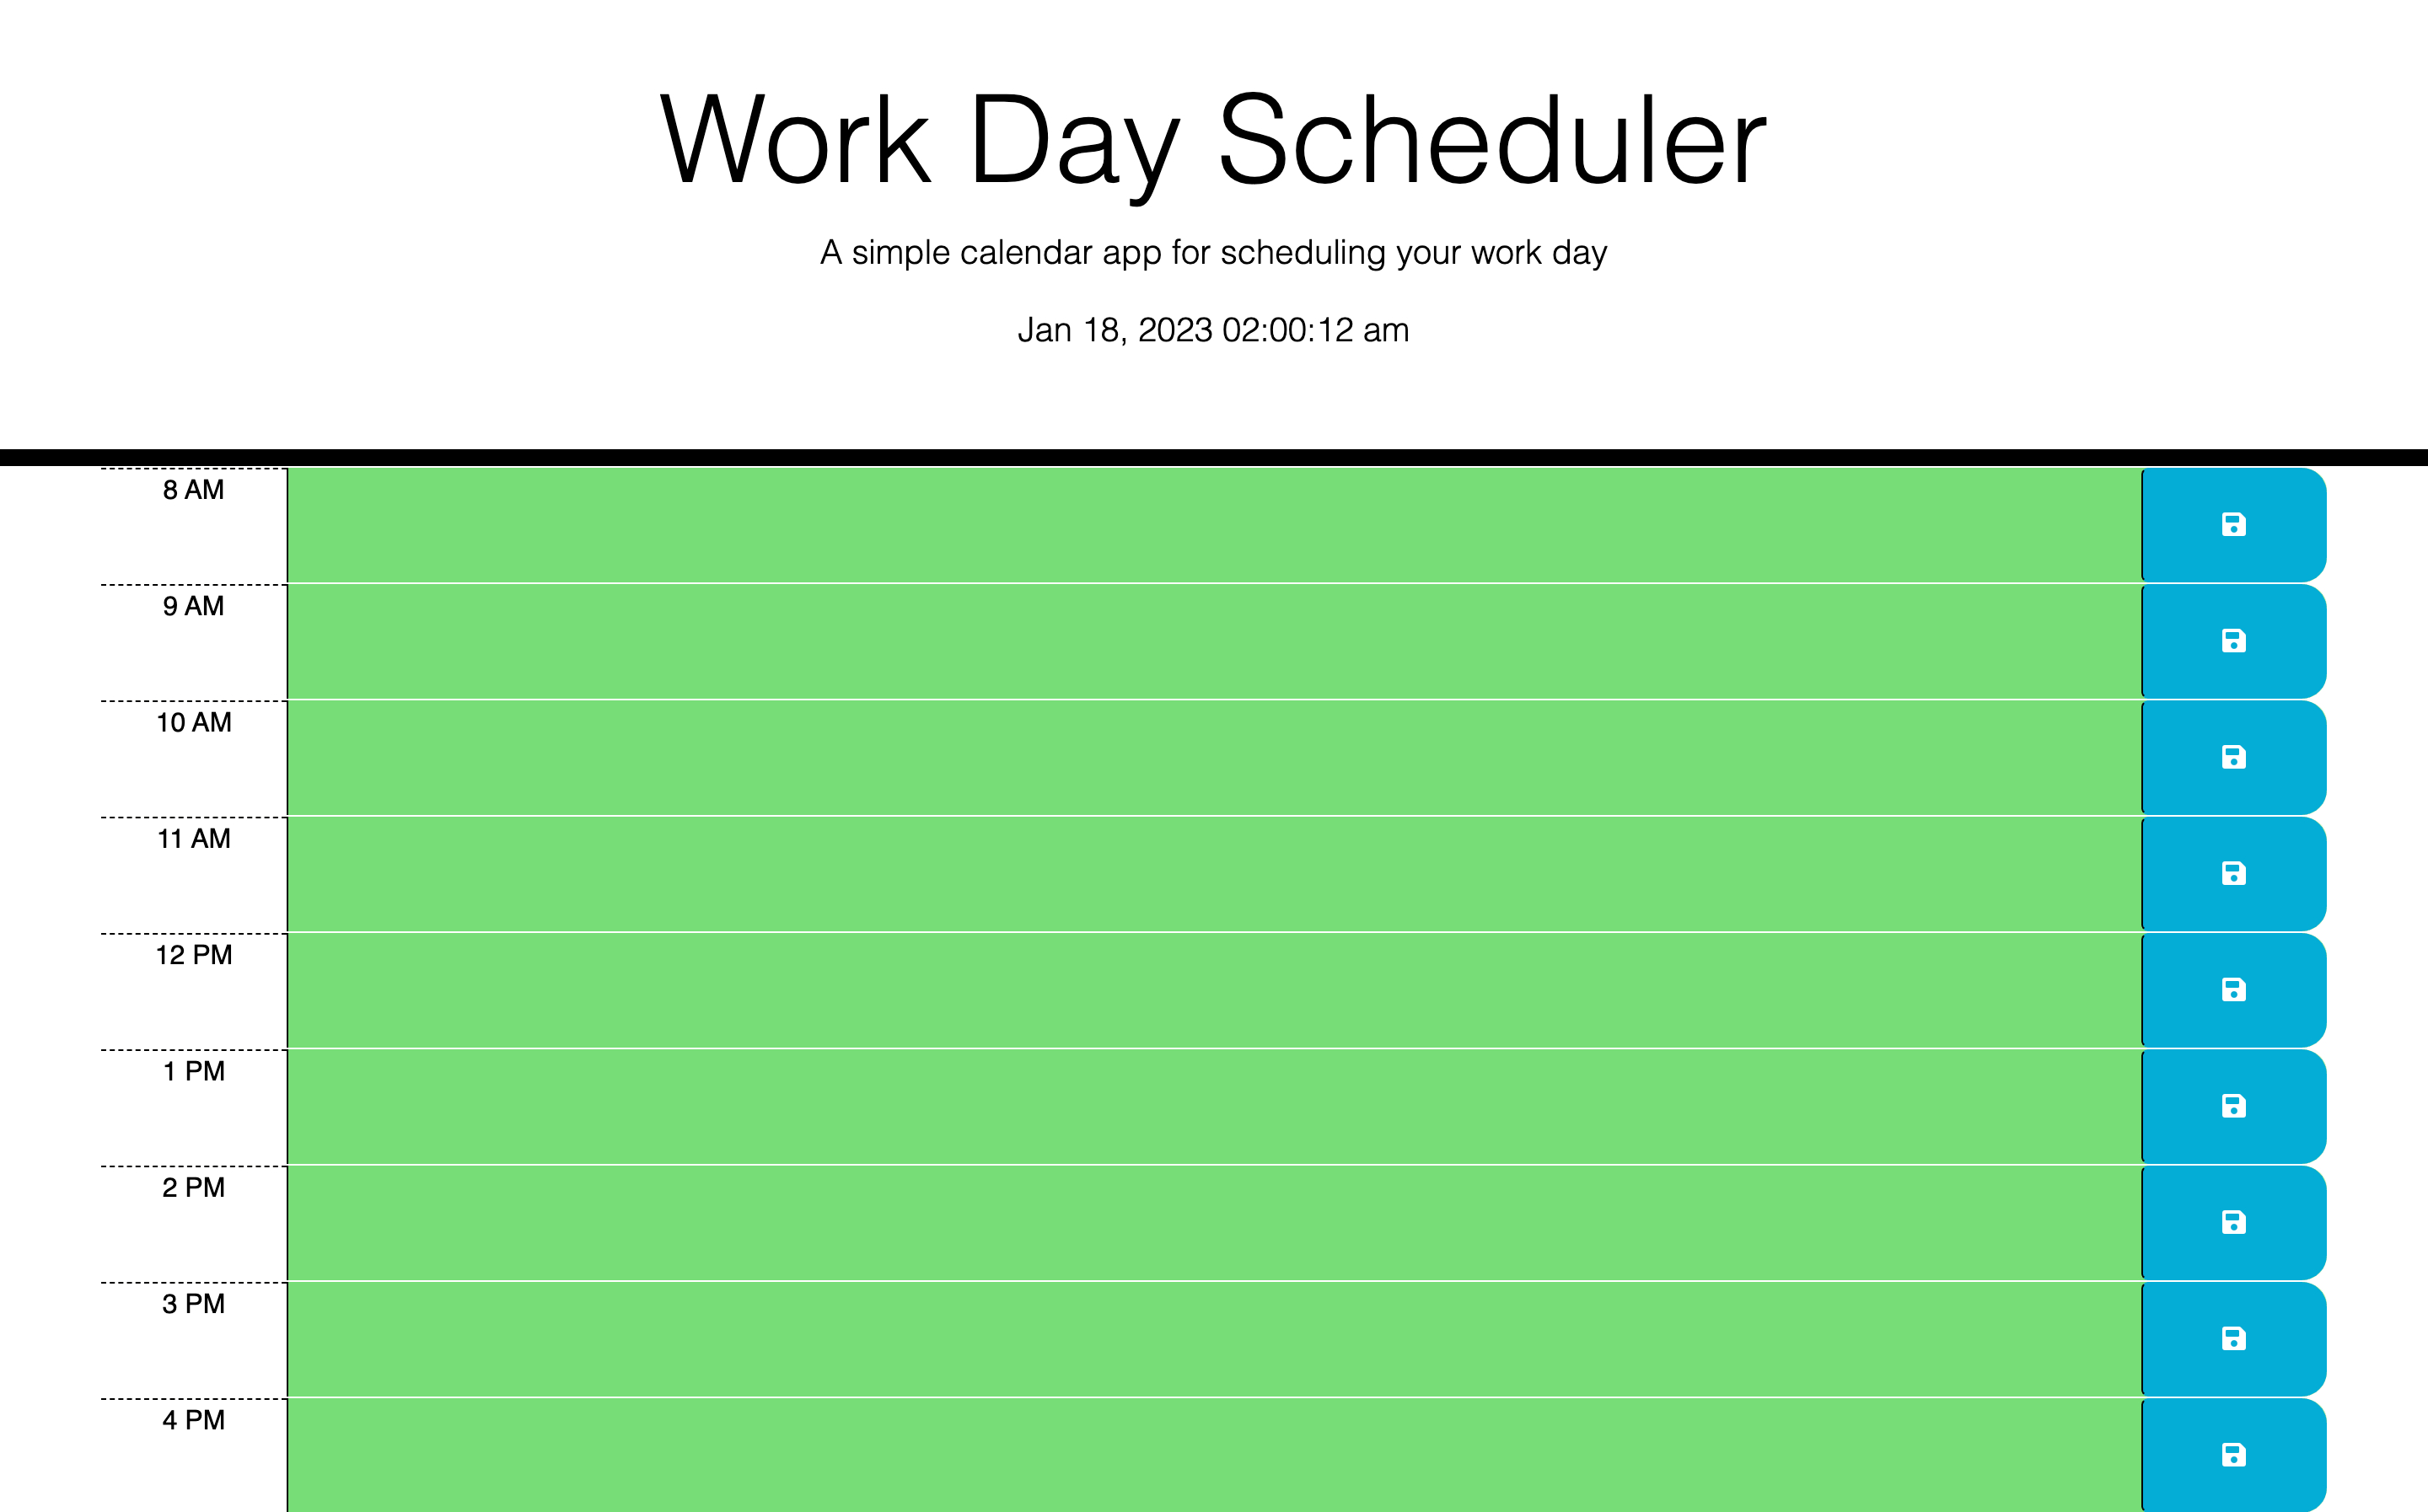 Work Day Scheduler
A simple calendar app for scheduling your work day
Jan 18, 2023 02:00:12 am
8 AM
9 AM
10 AM
11 AM
12 PM
1 PM
2 PM
3 PM
4 PM